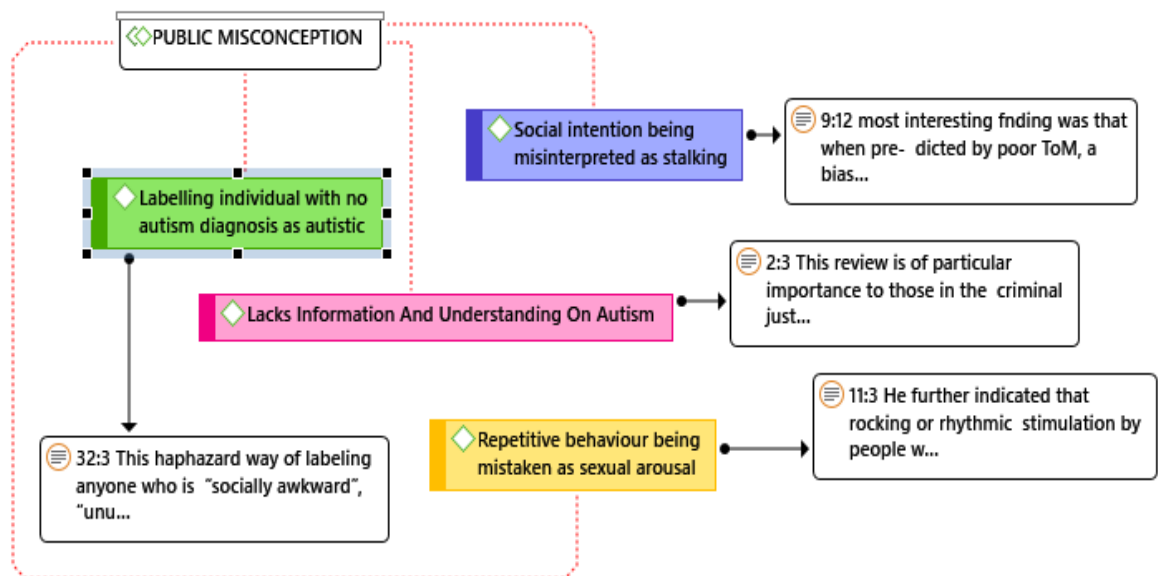 PUBLIC MISCONCEPTION
Social intention being
misinterpreted as stalking
9:12 most interesting fnding was that
when pre- dicted by poor ToM, a
bias...
Labelling individual with no
autism diagnosis as autistic
2:3 This review is of particular
importance to those in the criminal
just...
Lacks Information And Understanding On Autism
11:3 He further indicated that
rocking or rhythmic stimulation by
people w...
Repetitive behaviour being
mistaken as sexual arousal
32:3 This haphazard way of labeling
anyone who is “socially awkward”,
“unu...